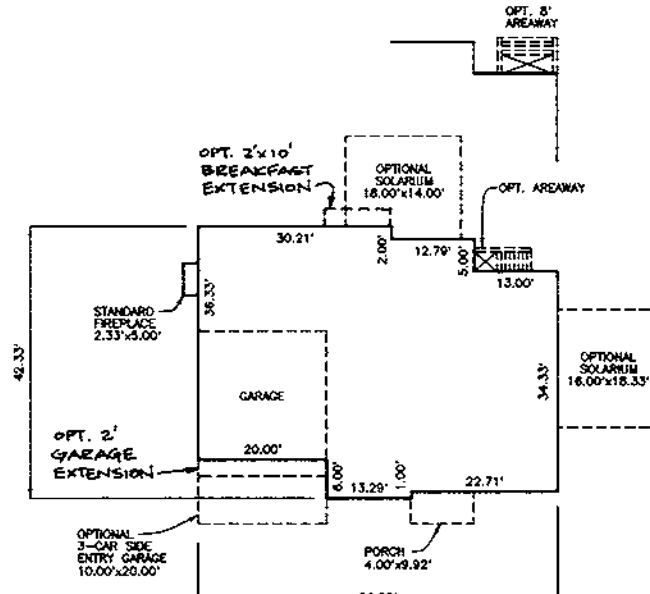 OPT. 8'
AREAWAY
OPT. 2'x10'
BREAKFAST
EXTENSION
OPTIONAL
SOLARIUM
18.00'x14.00'
OPT. AREAWAY
30.21'
2.00'
12.79'
5.00'
13.00'
36.33'
STANDARD
FIREPLACE
2.33'x5.00'
42.33'
34.33'
OPTIONAL
SOLARIUM
16.00'x18.33'
GARAGE
OPT. 2'
GARAGE
EXTENSION
20.00'
6.00'
13.29'
1.00'
22.71'
OPTIONAL
3-CAR SIDE
ENTRY GARAGE
10.00'x20.00'
PORCH
4.00'x9.92'